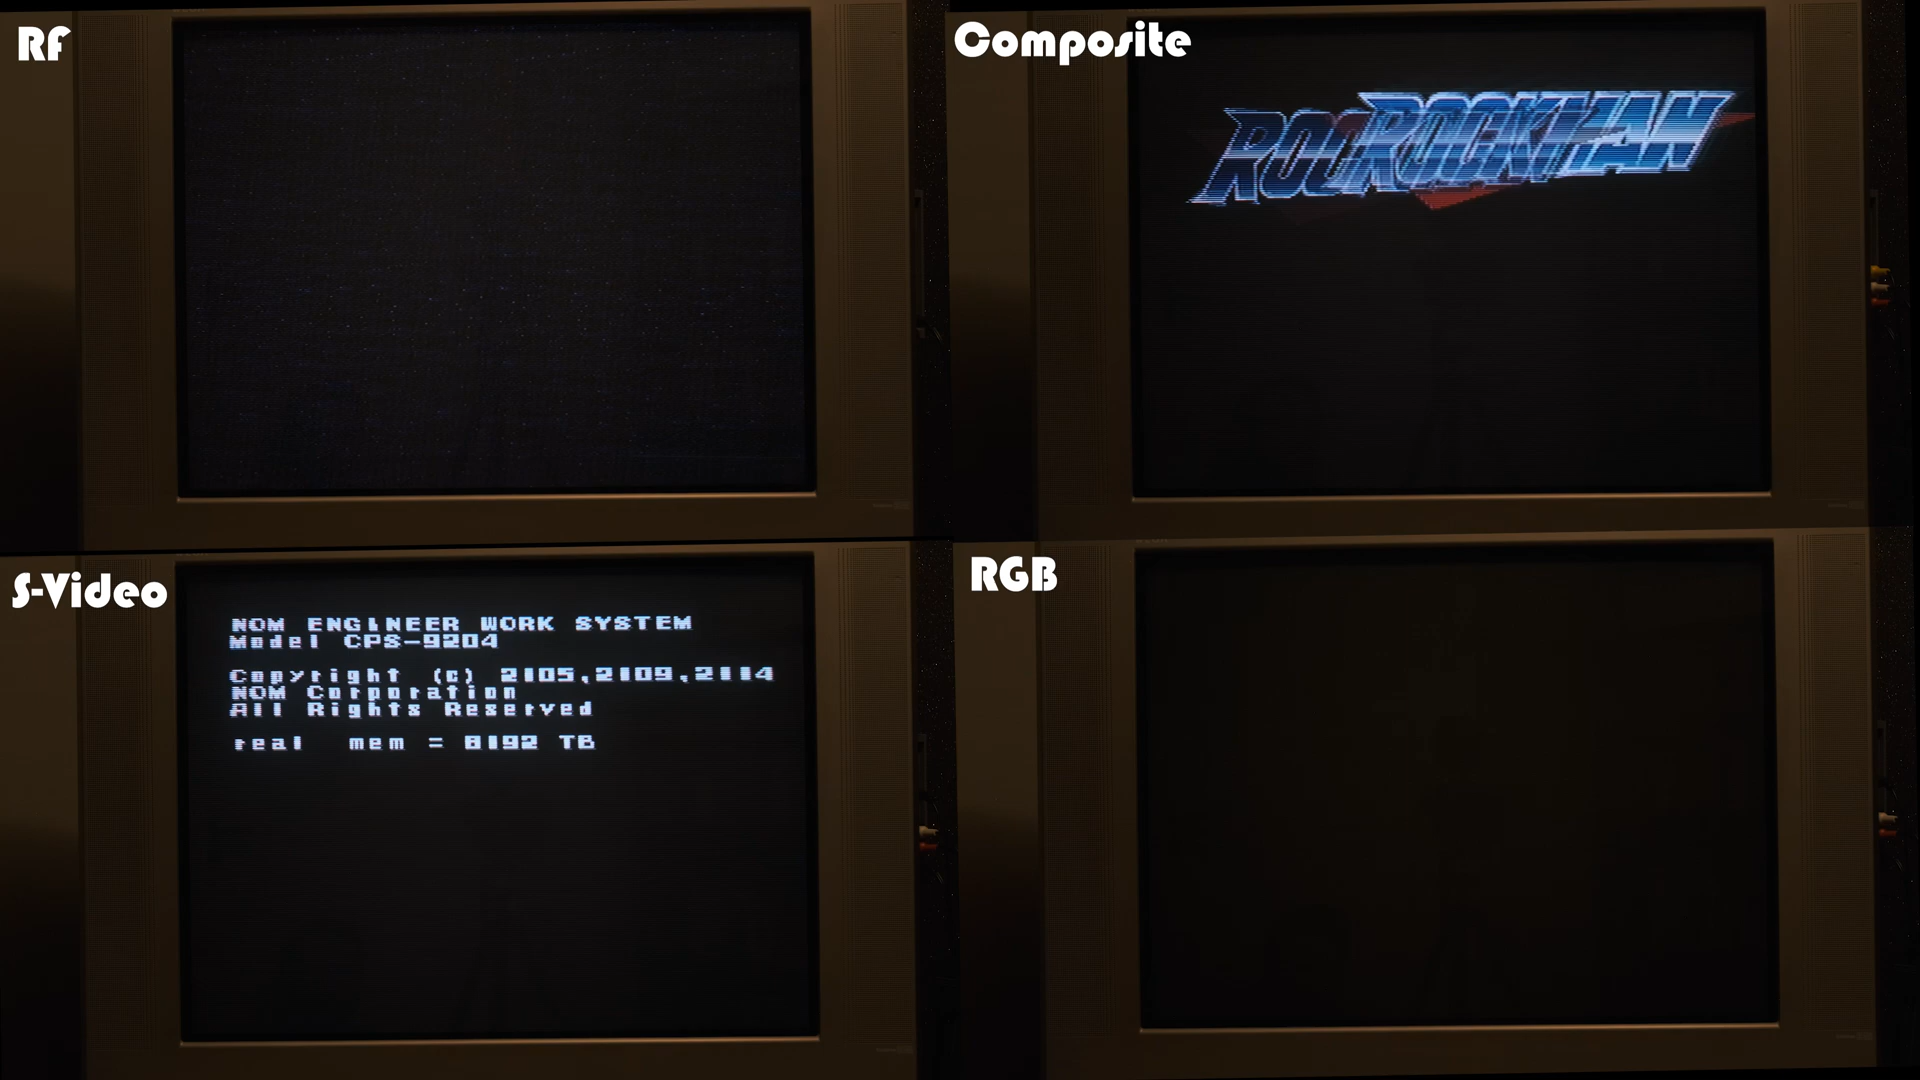 RF
Composite
ROCROCKMAN
S-Video
NOM ENGINEER WORK SYSTEM
Model CPS-9204
Copyright (c) 2105,2109,2114
NOM Corporation
All Rights Reserved
real mem = 8192 TB
RGB